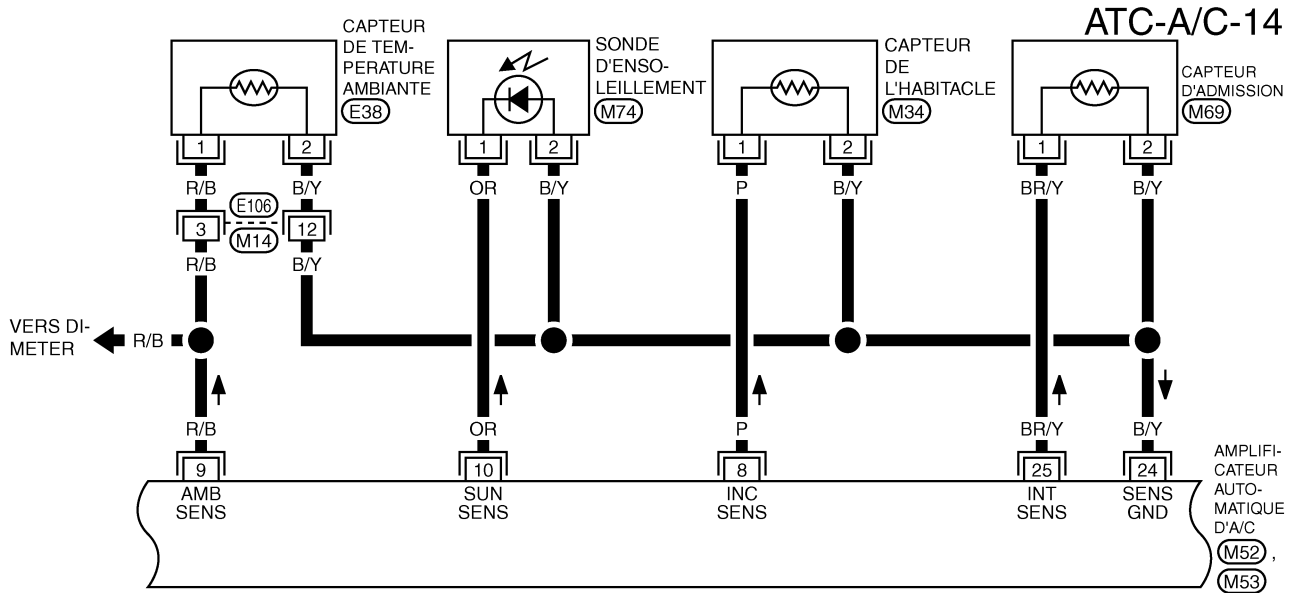 ATC-A/C-14
CAPTEUR
DE TEM-
PERATURE
AMBIANTE
E38
SONDE
D'ENSO-
LEILLEMENT
M74
CAPTEUR
DE
L'HABITACLE
M34
CAPTEUR
D'ADMISSION
M69
1 2 1 2 1 2 1 2
R/B B/Y OR B/Y P B/Y BR/Y B/Y
E106
3 12
M14
R/B B/Y
VERS DI-
METER
R/B
R/B OR P BR/Y B/Y
9 10 8 25 24
AMB
SENS
SUN
SENS
INC
SENS
INT
SENS
SENS
GND
AMPLIFI-
CATEUR
AUTO-
MATIQUE
D'A/C
M52 ,
M53